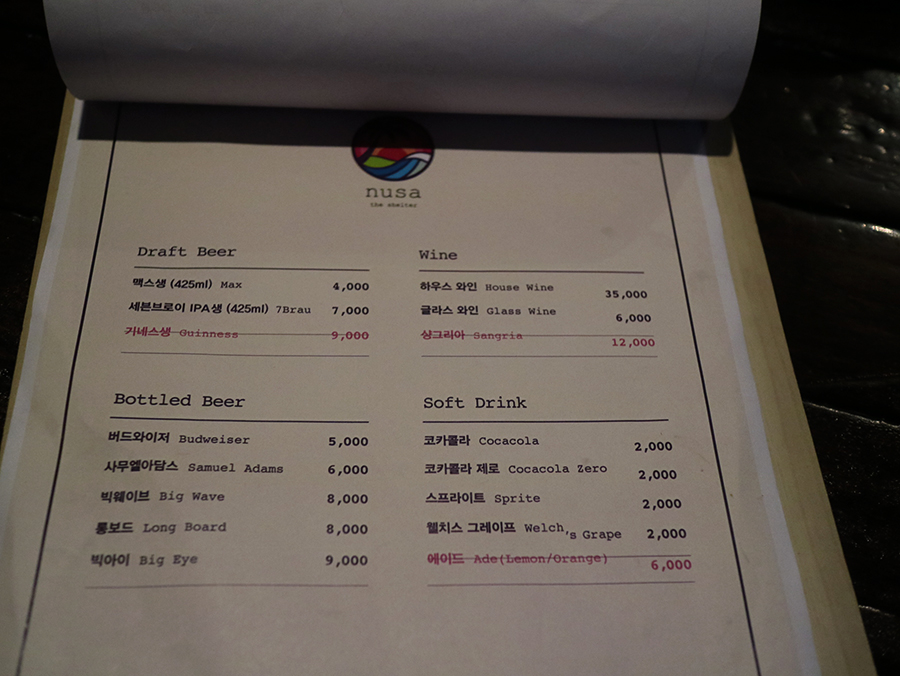 nusa
the shelter
Draft Beer
맥스생 (425ml) Max 4,000
세븐브로이 IPA생 (425ml) 7Brau 7,000
기네스생 Guinness 9,000
Wine
하우스 와인 House Wine 35,000
글라스 와인 Glass Wine 6,000
상그리아 Sangria 12,000
Bottled Beer
버드와이저 Budweiser 5,000
사무엘아담스 Samuel Adams 6,000
빅웨이브 Big Wave 8,000
롱보드 Long Board 8,000
빅아이 Big Eye 9,000
Soft Drink
코카콜라 Cocacola 2,000
코카콜라 제로 Cocacola Zero 2,000
스프라이트 Sprite 2,000
웰치스 그레이프 Welch,s Grape 2,000
에이드 Ade(Lemon/Orange) 6,000